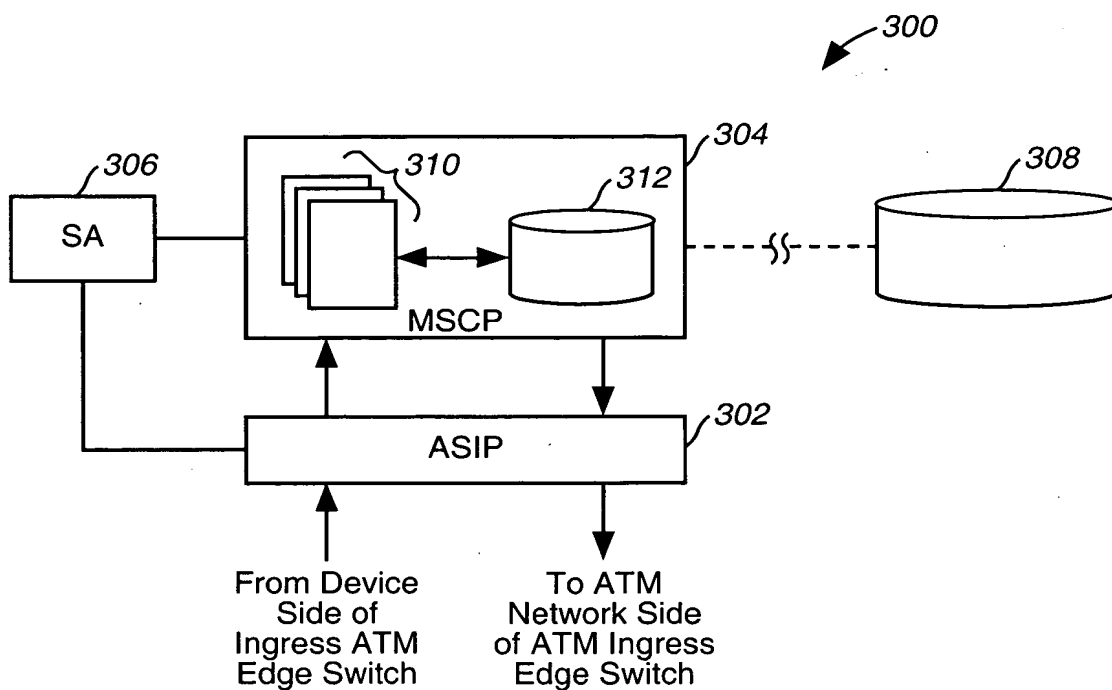 300
304
306
310
312
308
SA
MSCP
302
ASIP
From Device
Side of
Ingress ATM
Edge Switch
To ATM
Network Side
of ATM Ingress
Edge Switch